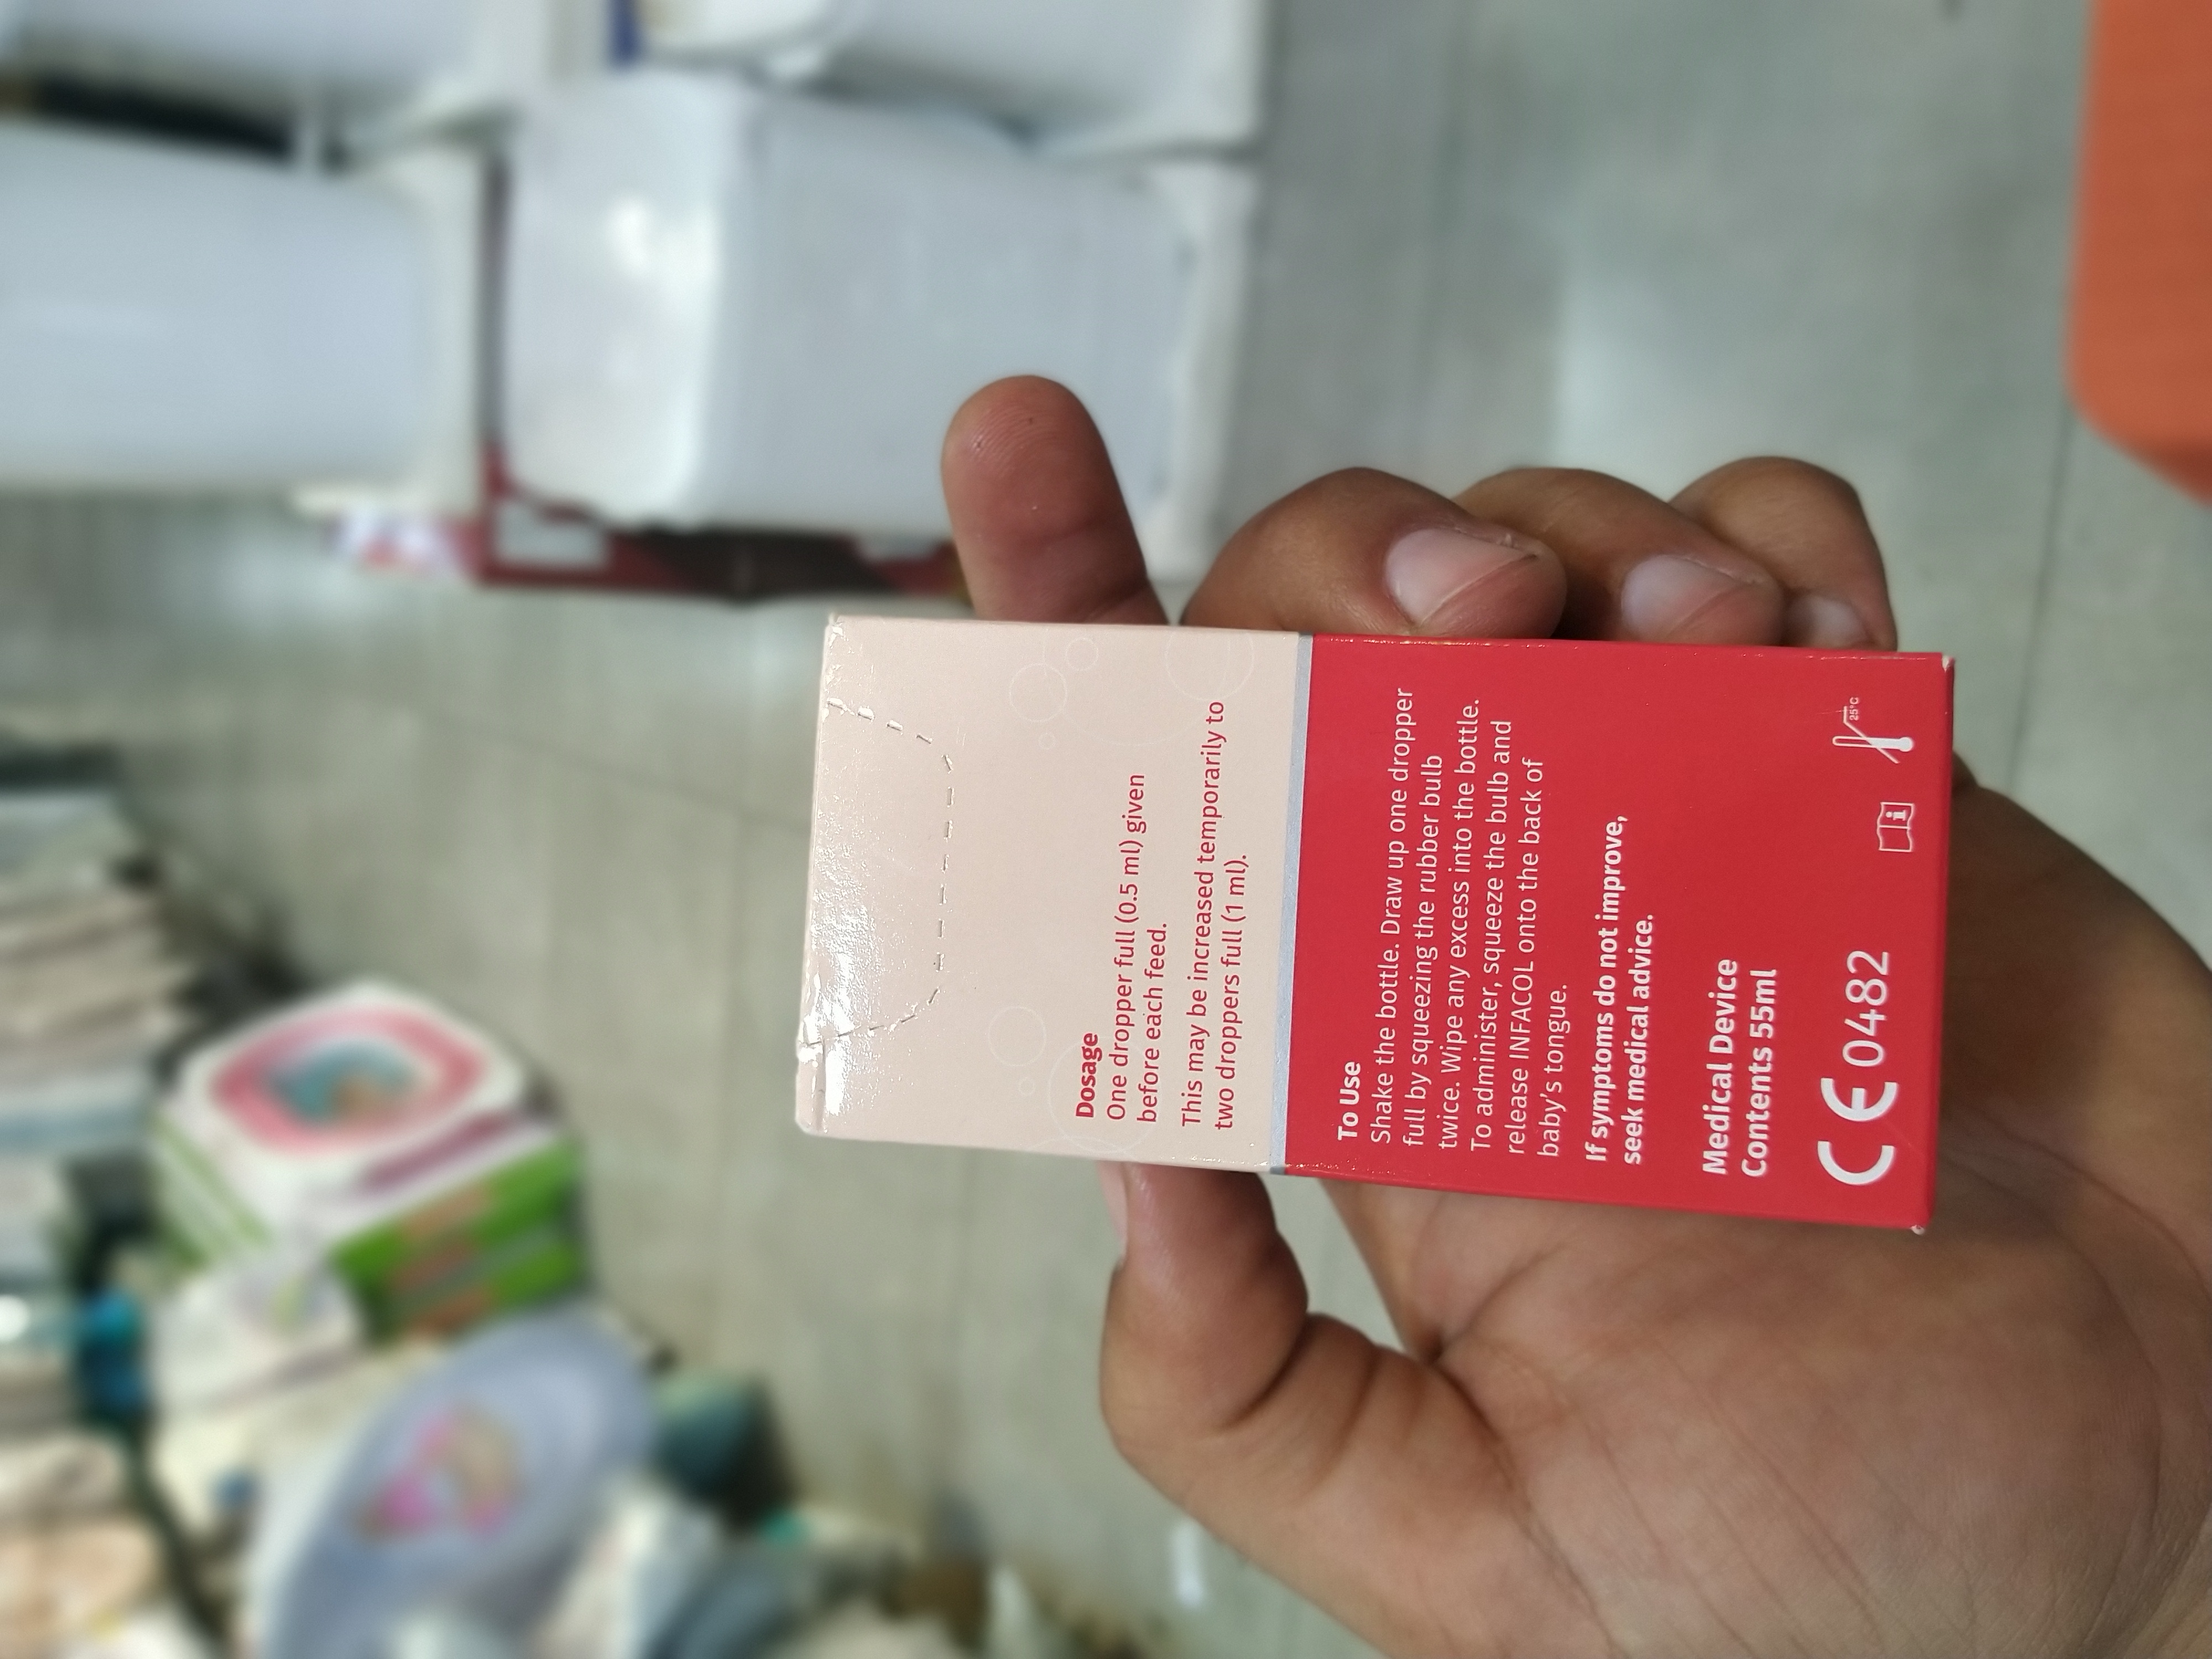 Dosage
One dropper full (0.5 ml) given
before each feed.
This may be increased temporarily to
two droppers full (1 ml).
To Use
Shake the bottle. Draw up one dropper
full by squeezing the rubber bulb
twice. Wipe any excess into the bottle.
To administer, squeeze the bulb and
release INFACOL onto the back of
baby's tongue.
If symptoms do not improve,
seek medical advice.
Medical Device
Contents 55ml
CE 0482
25°C